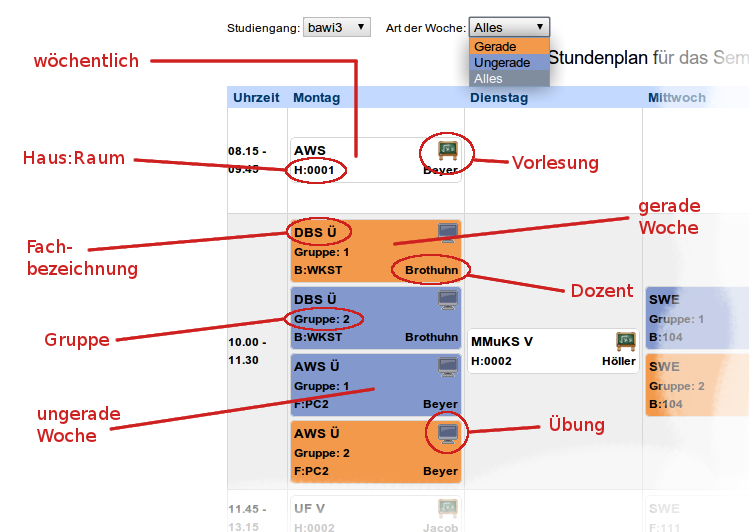 Studiengang: bawi3 Art der Woche: Alles
Gerade
Ungerade
Alles
Stundenplan für das Sem
wöchentlich
Uhrzeit Montag Dienstag Mittwoch
08.15 -
09.45
AWS
H:0001 Beyer
Haus:Raum
Vorlesung
gerade
Woche
DBS Ü
Gruppe: 1
B:WKST Brothuhn
Fach-
bezeichnung
Dozent
DBS Ü
Gruppe: 2
B:WKST Brothuhn
Gruppe
10.00 -
11.30
AWS Ü
Gruppe: 1
F:PC2 Beyer
ungerade
Woche
AWS Ü
Gruppe: 2
F:PC2 Beyer
Übung
MMuKS V
H:0002 Höller
SWE
Gruppe: 1
B:104
SWE
Gruppe: 2
B:104
11.45 -
13.15
UF V
H:0002 Jacob
SWE
F:111